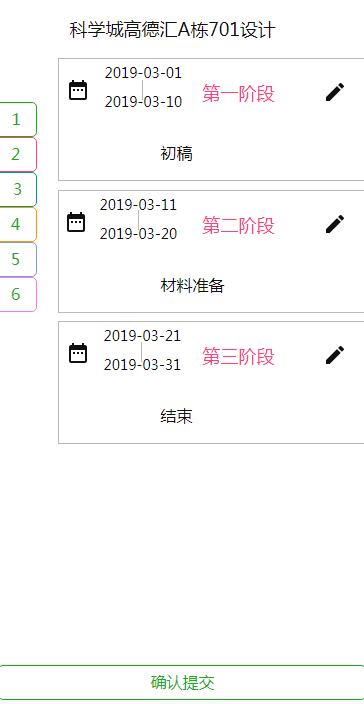 科学城高德汇A栋701设计
1
2
3
4
5
6
2019-03-01
2019-03-10
第一阶段
初稿
2019-03-11
2019-03-20
第二阶段
材料准备
2019-03-21
2019-03-31
第三阶段
结束
确认提交